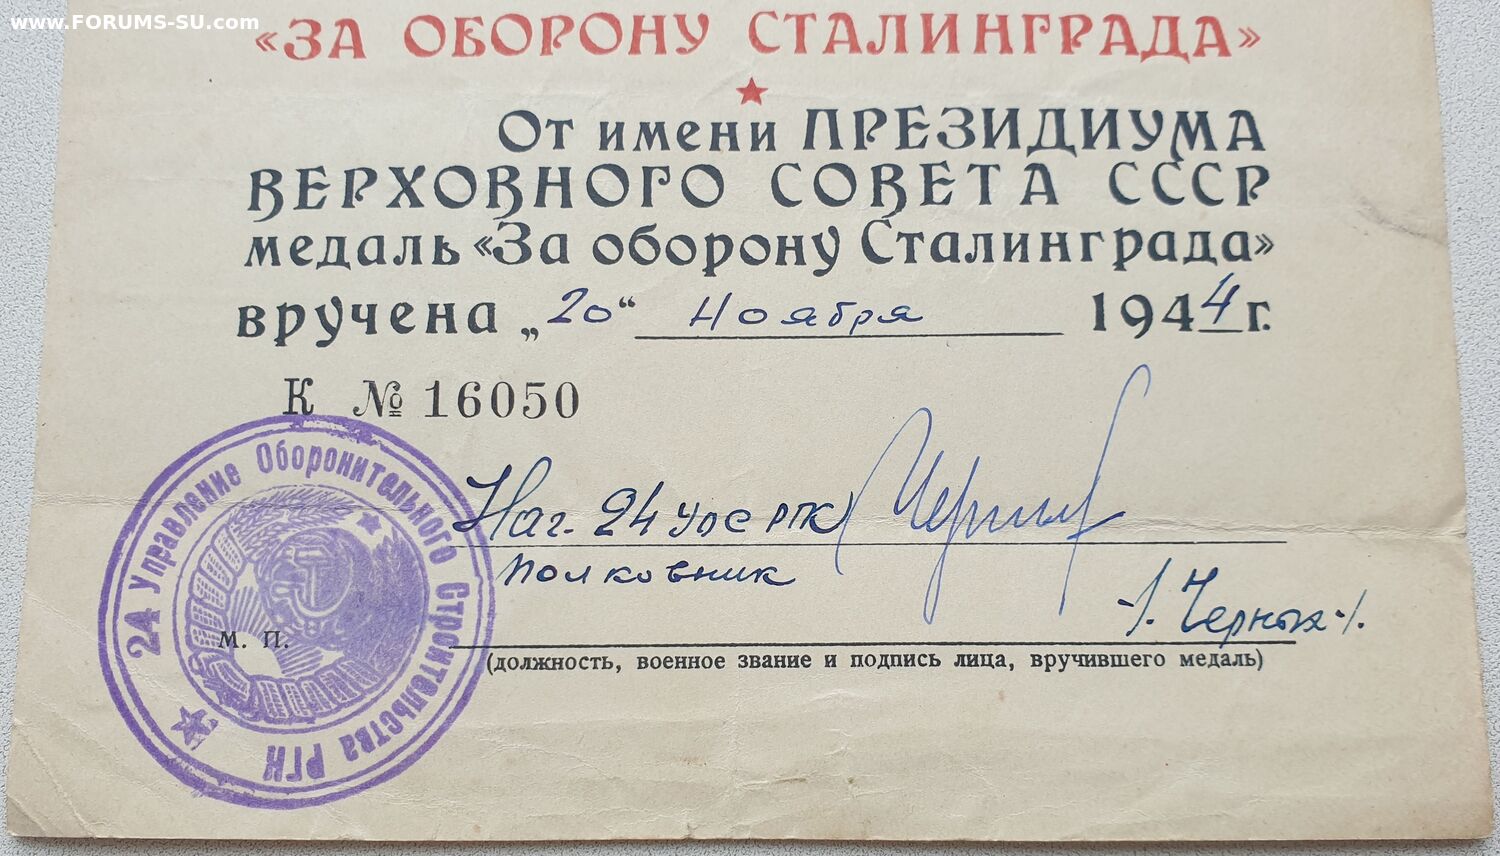 www.FORUMS-SU.com
«ЗА ОБОРОНУ СТАЛИНГРАДА»
От имени ПРЕЗИДИУМА
ВЕРХОВНОГО СОВЕТА СССР
медаль «За оборону Сталинграда»
вручена „20“ Ноября 1944 г.
К № 16050
Нач. 24 УОС РГК
полковник
/. Черных ./.
М. П.
(должность, военное звание и подпись лица, вручившего медаль)
24 Управление Оборонительного Строительства РГК